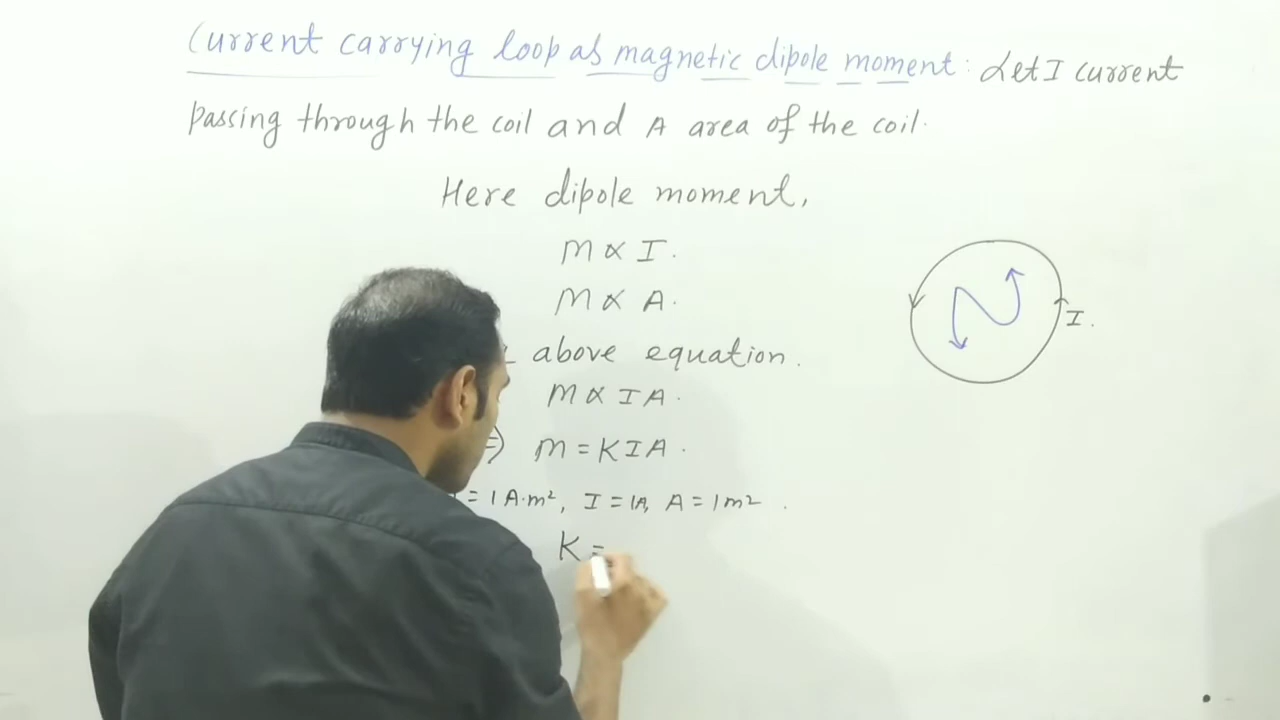 Current carrying loop as magnetic dipole moment: Let I current
passing through the coil and A area of the coil.
Here dipole moment,
M ∝ I.
M ∝ A.
above equation.
M ∝ IA.
⇒ M = KIA.
= 1 A·m², I = 1A, A = 1m²
K =
N
I.